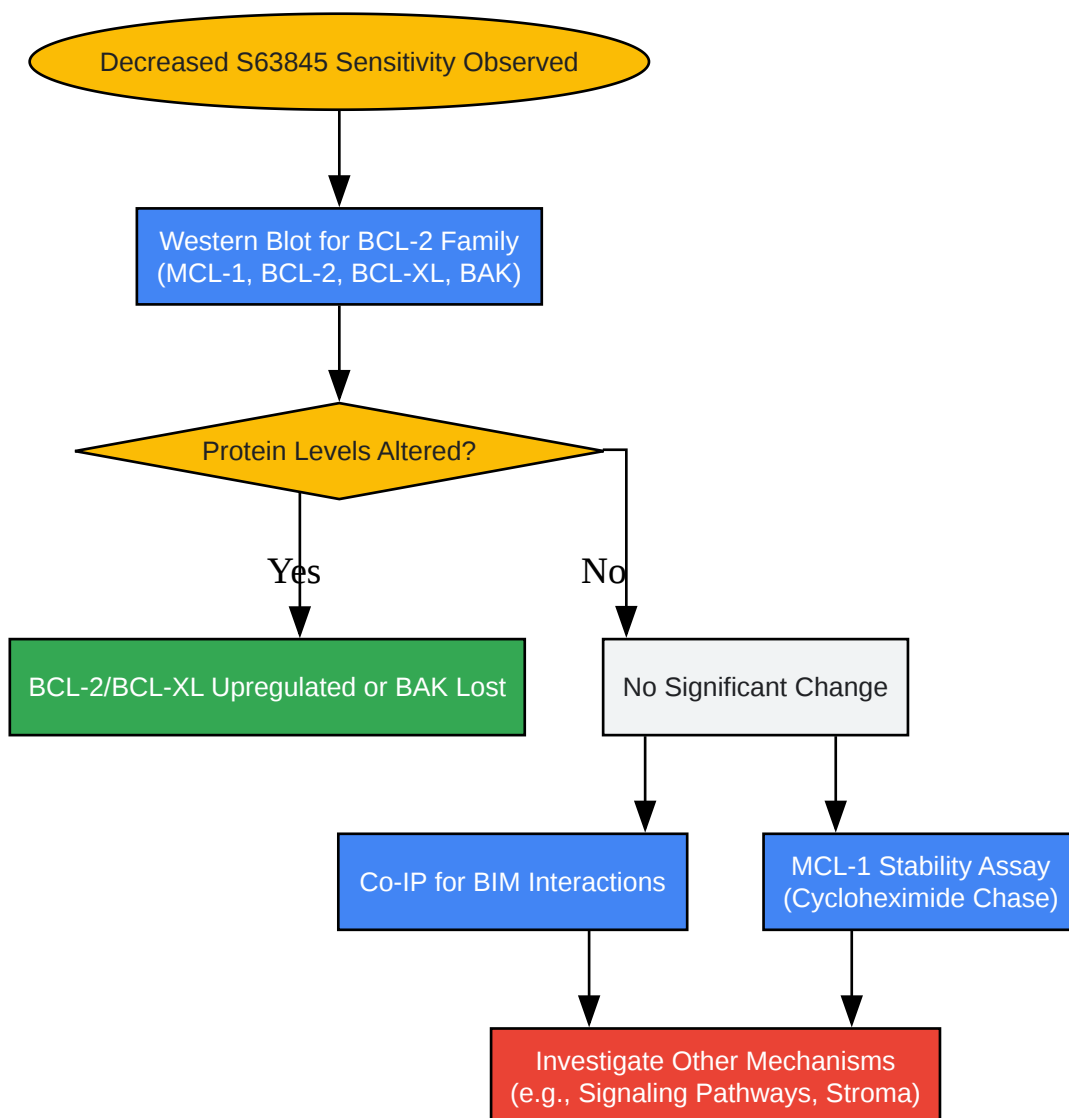 Decreased S63845 Sensitivity Observed
Western Blot for BCL-2 Family
(MCL-1, BCL-2, BCL-XL, BAK)
Protein Levels Altered?
Yes
No
BCL-2/BCL-XL Upregulated or BAK Lost
No Significant Change
Co-IP for BIM Interactions
MCL-1 Stability Assay
(Cycloheximide Chase)
Investigate Other Mechanisms
(e.g., Signaling Pathways, Stroma)